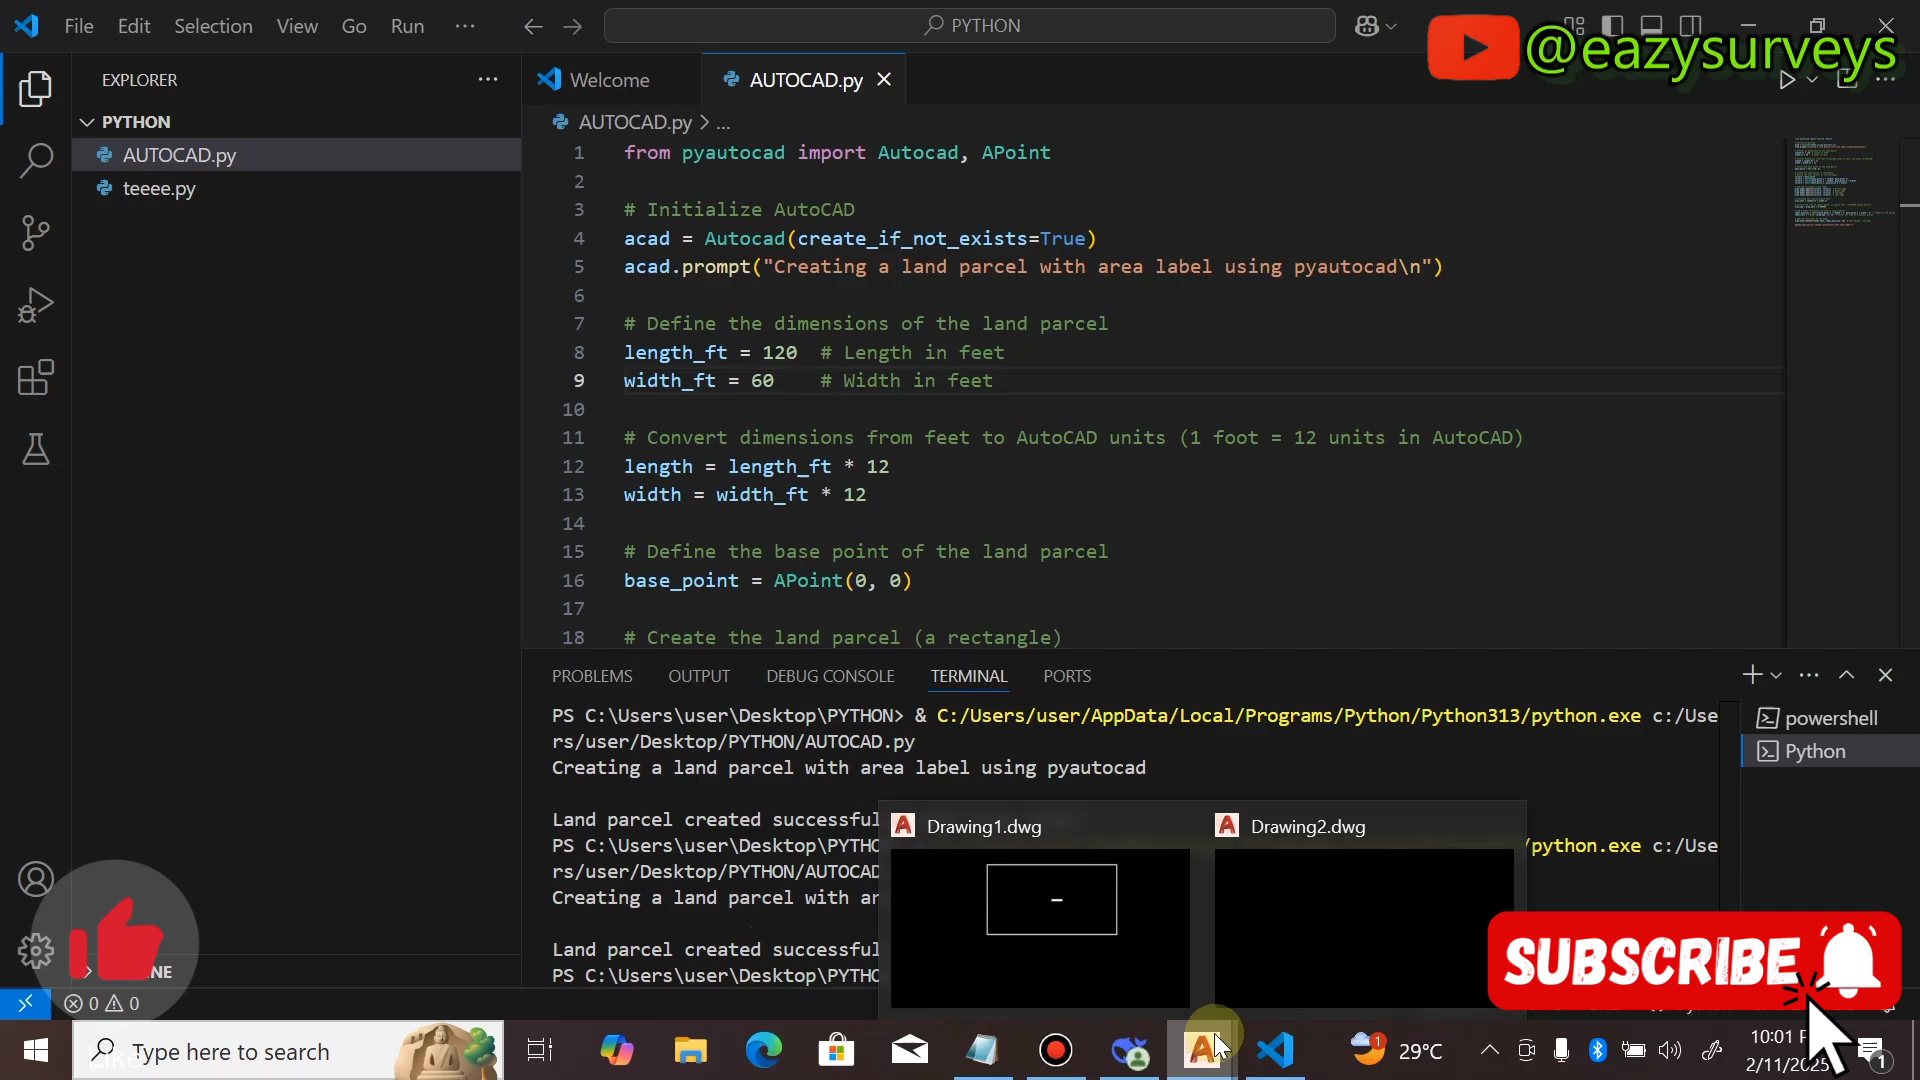 File Edit Selection View Go Run ...
PYTHON
@eazysurveys
EXPLORER
PYTHON
AUTOCAD.py
teeee.py
Welcome
AUTOCAD.py
AUTOCAD.py > ...
1 from pyautocad import Autocad, APoint
2
3 # Initialize AutoCAD
4 acad = Autocad(create_if_not_exists=True)
5 acad.prompt("Creating a land parcel with area label using pyautocad\n")
6
7 # Define the dimensions of the land parcel
8 length_ft = 120 # Length in feet
9 width_ft = 60 # Width in feet
10
11 # Convert dimensions from feet to AutoCAD units (1 foot = 12 units in AutoCAD)
12 length = length_ft * 12
13 width = width_ft * 12
14
15 # Define the base point of the land parcel
16 base_point = APoint(0, 0)
17
18 # Create the land parcel (a rectangle)
PROBLEMS OUTPUT DEBUG CONSOLE TERMINAL PORTS
PS C:\Users\user\Desktop\PYTHON> & C:/Users/user/AppData/Local/Programs/Python/Python313/python.exe c:/Use
rs/user/Desktop/PYTHON/AUTOCAD.py
Creating a land parcel with area label using pyautocad
Land parcel created successful
PS C:\Users\user\Desktop\PYTHO
/python.exe c:/Use
rs/user/Desktop/PYTHON/AUTOCAD
Creating a land parcel with ar
Land parcel created successful
PS C:\Users\user\Desktop\PYTHO
powershell
Python
Drawing1.dwg
Drawing2.dwg
SUBSCRIBE
NE
0 0
Type here to search
Like
1
29°C
10:01 P
2/11/2025
1